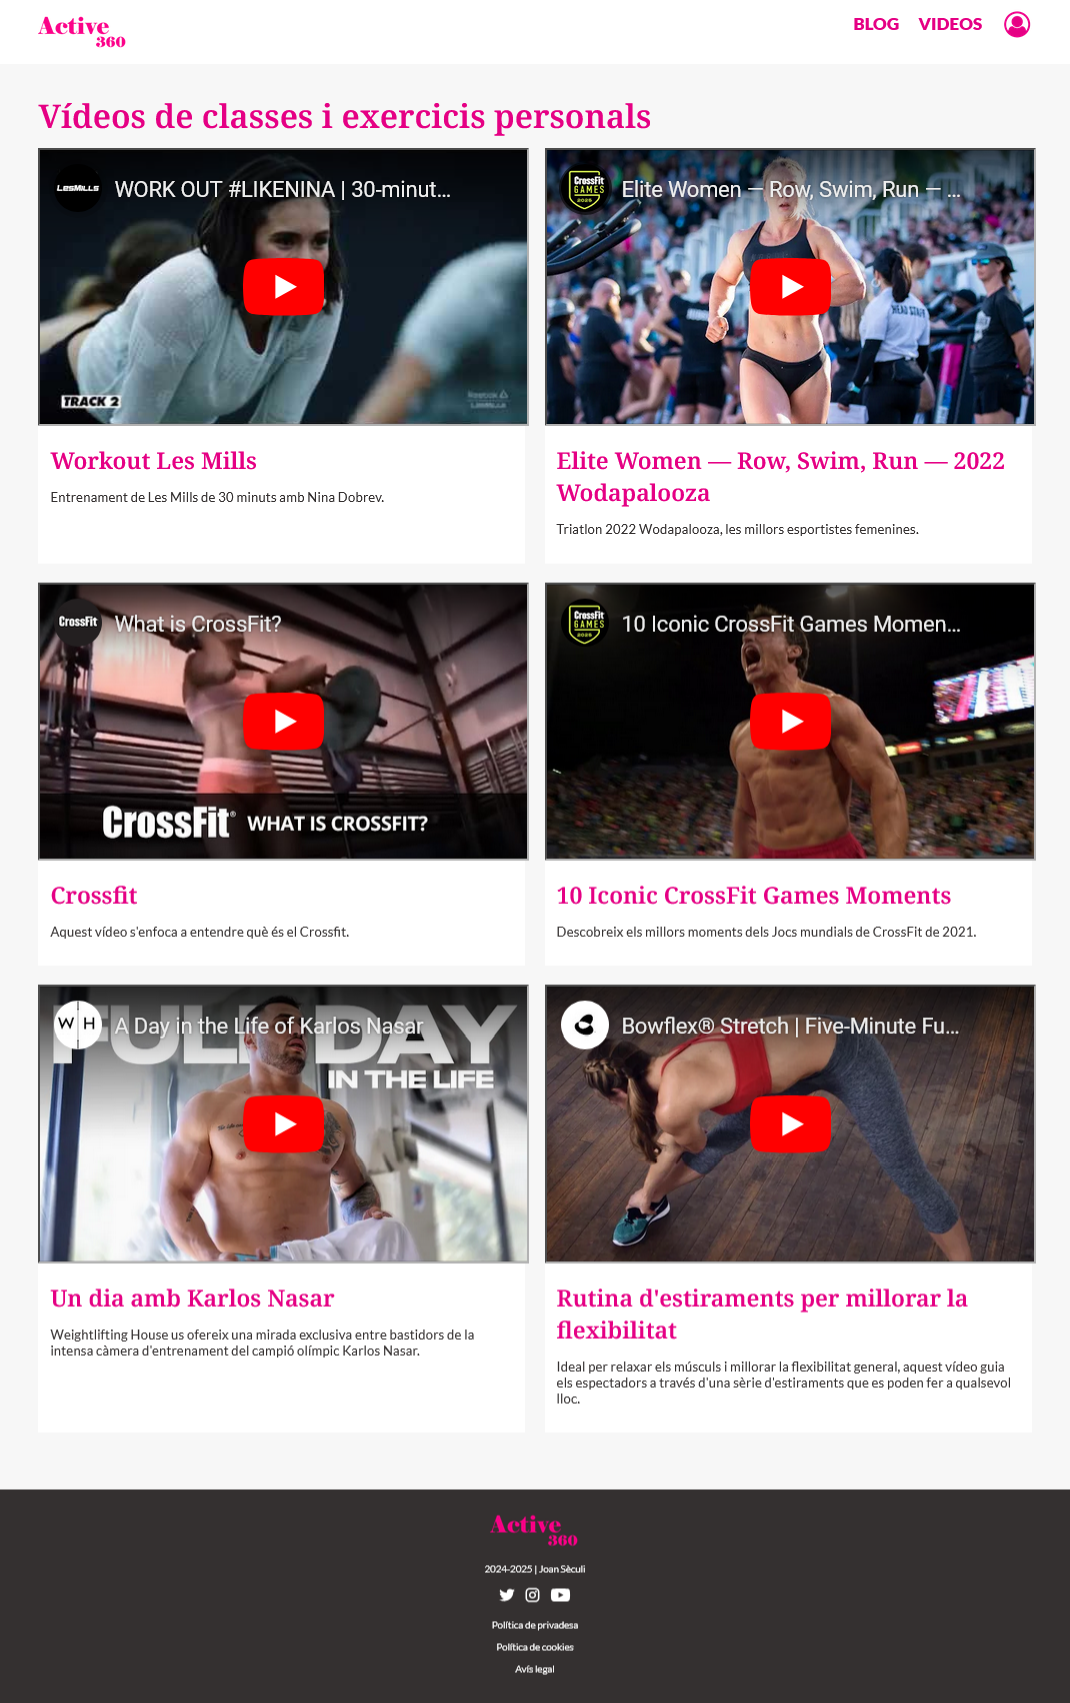 Active
360
BLOG VIDEOS
Vídeos de classes i exercicis personals
LesMills WORK OUT #LIKENINA | 30-minut...
TRACK 2
Reebok
LesMills
CrossFit GAMES 2025 Elite Women — Row, Swim, Run — ...
HEAD STAFF
Workout Les Mills
Entrenament de Les Mills de 30 minuts amb Nina Dobrev.
Elite Women — Row, Swim, Run — 2022
Wodapalooza
Triatlon 2022 Wodapalooza, les millors esportistes femenines.
CrossFit What is CrossFit?
CrossFit® WHAT IS CROSSFIT?
CrossFit GAMES 2025 10 Iconic CrossFit Games Momen...
Crossfit
Aquest vídeo s'enfoca a entendre què és el Crossfit.
10 Iconic CrossFit Games Moments
Descobreix els millors moments dels Jocs mundials de CrossFit de 2021.
W H A Day in the Life of Karlos Nasar
FULL DAY
IN THE LIFE
Bowflex® Stretch | Five-Minute Fu...
Un dia amb Karlos Nasar
Weightlifting House us ofereix una mirada exclusiva entre bastidors de la
intensa càmera d'entrenament del campió olímpic Karlos Nasar.
Rutina d'estiraments per millorar la
flexibilitat
Ideal per relaxar els músculs i millorar la flexibilitat general, aquest vídeo guia
els espectadors a través d'una sèrie d'estiraments que es poden fer a qualsevol
lloc.
Active
360
2024-2025 | Joan Sèculi
Política de privadesa
Política de cookies
Avís legal